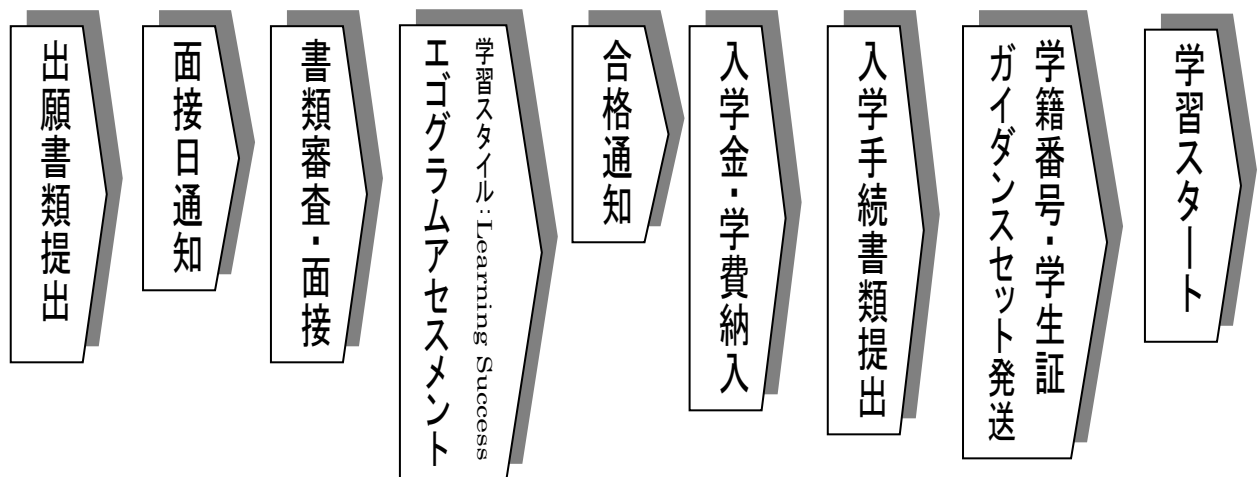 出願書類提出
面接日通知
書類審査・面接
学習スタイル：Learning Success
エゴグラムアセスメント
合格通知
入学金・学費納入
入学手続書類提出
学籍番号・学生証
ガイダンスセット発送
学習スタート